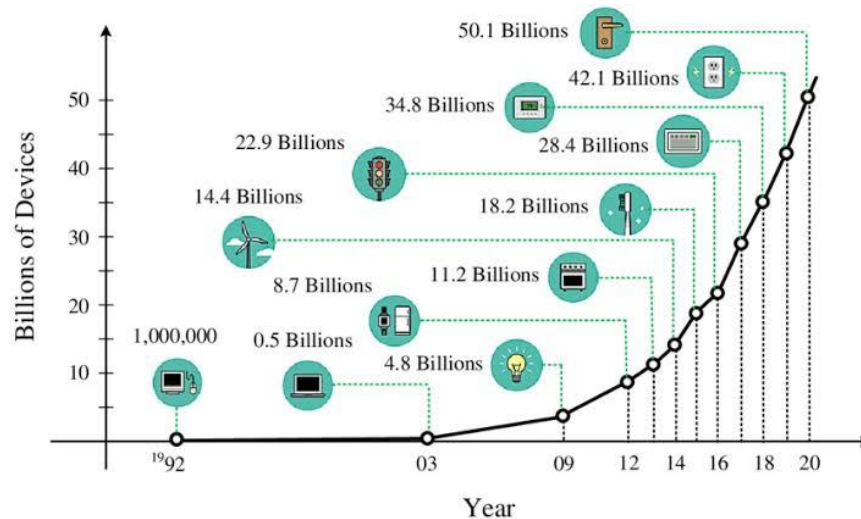 50.1 Billions
42.1 Billions
34.8 Billions
28.4 Billions
22.9 Billions
18.2 Billions
14.4 Billions
11.2 Billions
8.7 Billions
4.8 Billions
0.5 Billions
1,000,000
Billions of Devices
50
40
30
20
10
1992 03 09 12 14 16 18 20
Year